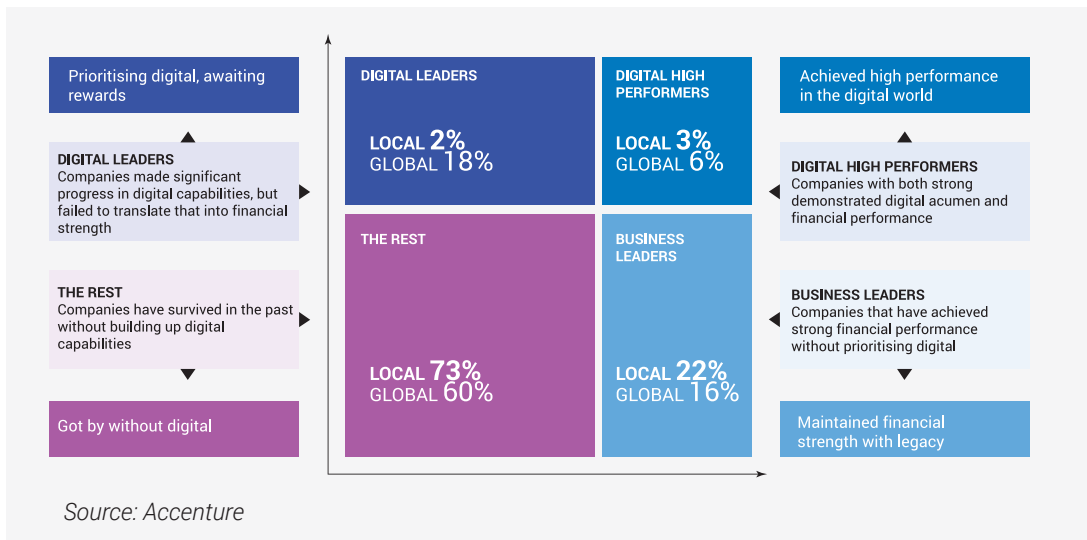 Prioritising digital, awaiting
rewards
DIGITAL LEADERS
Companies made significant
progress in digital capabilities, but
failed to translate that into financial
strength
THE REST
Companies have survived in the past
without building up digital
capabilities
Got by without digital
DIGITAL LEADERS
LOCAL 2%
GLOBAL 18%
DIGITAL HIGH
PERFORMERS
LOCAL 3%
GLOBAL 6%
THE REST
LOCAL 73%
GLOBAL 60%
BUSINESS
LEADERS
LOCAL 22%
GLOBAL 16%
Achieved high performance
in the digital world
DIGITAL HIGH PERFORMERS
Companies with both strong
demonstrated digital acumen and
financial performance
BUSINESS LEADERS
Companies that have achieved
strong financial performance
without prioritising digital
Maintained financial
strength with legacy
Source: Accenture